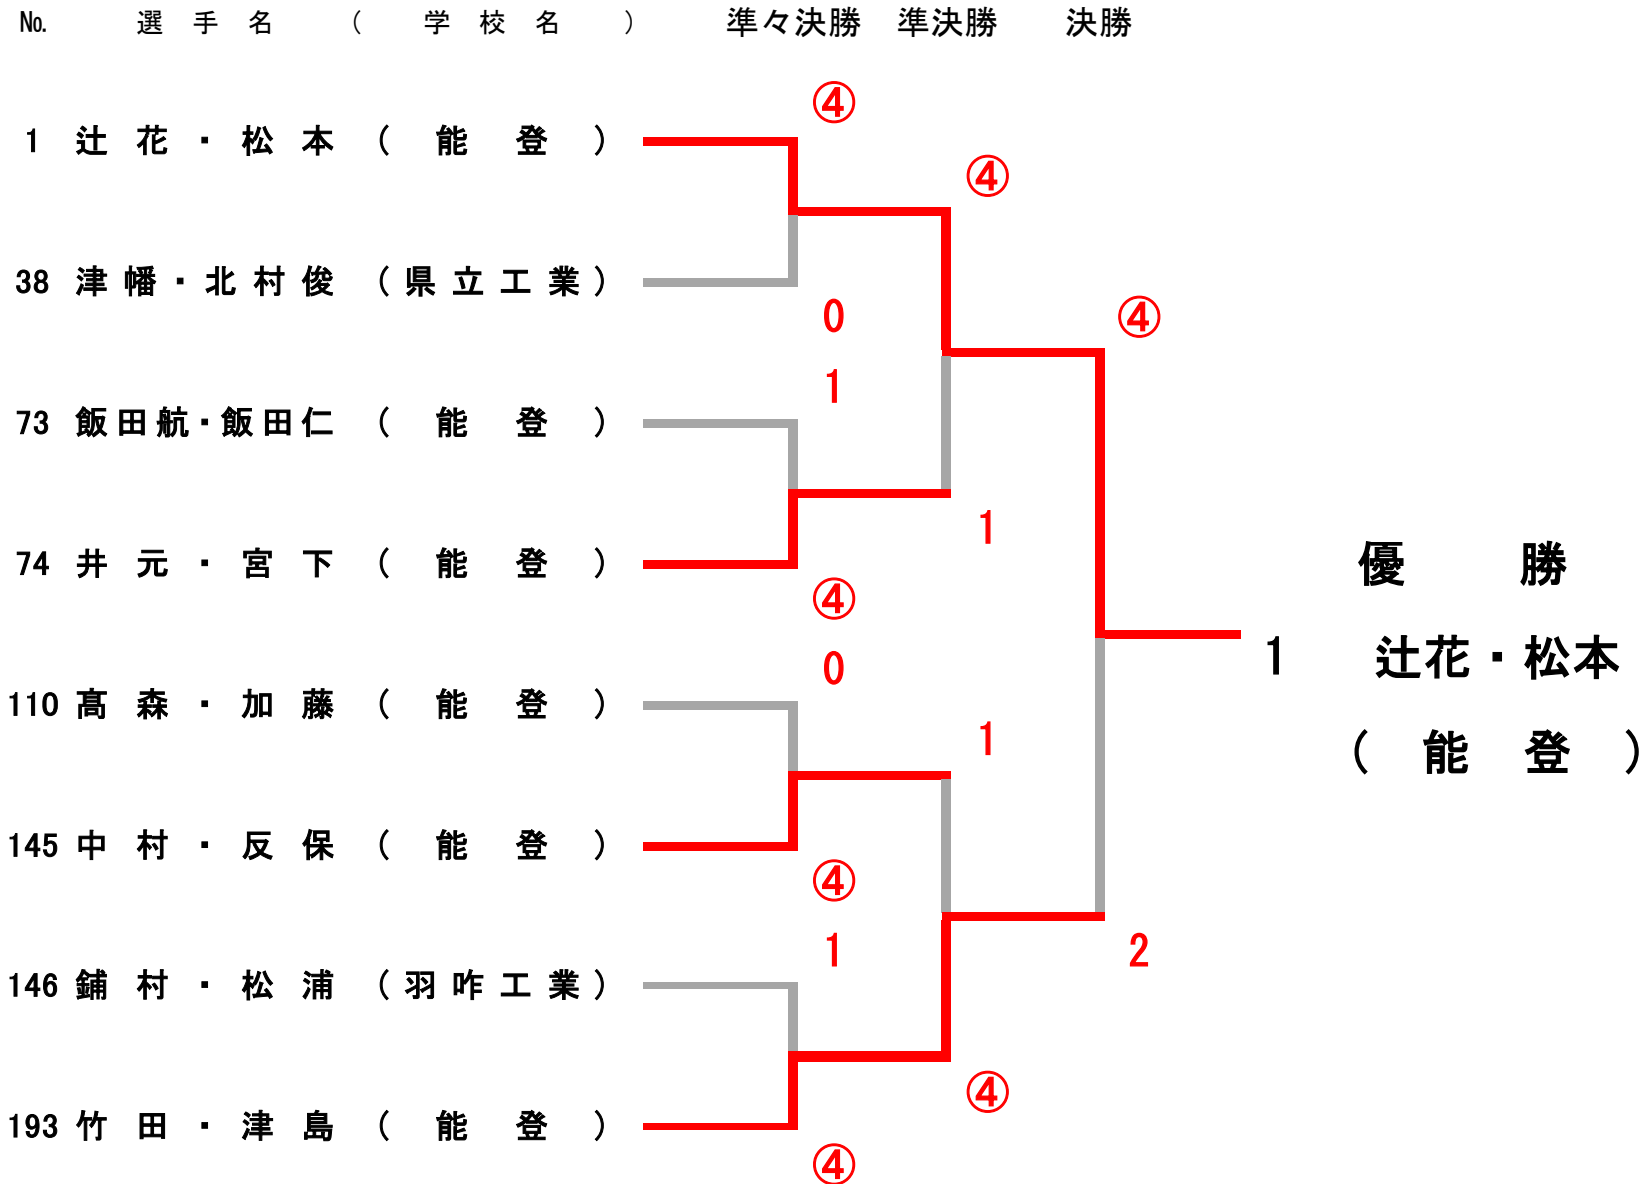 № 選手名 （ 学校名 ） 準々決勝 準決勝 決勝
④
1 辻花・松本 （ 能登 ）
④
38 津幡・北村俊 （県立工業）
0
④
1
73 飯田航・飯田仁 （ 能登 ）
1
74 井元・宮下 （ 能登 ）
優勝
④
0
1 辻花・松本
110 髙森・加藤 （ 能登 ）
1
（ 能登 ）
145 中村・反保 （ 能登 ）
④
1
2
146 鋪村・松浦 （羽咋工業）
④
193 竹田・津島 （ 能登 ）
④